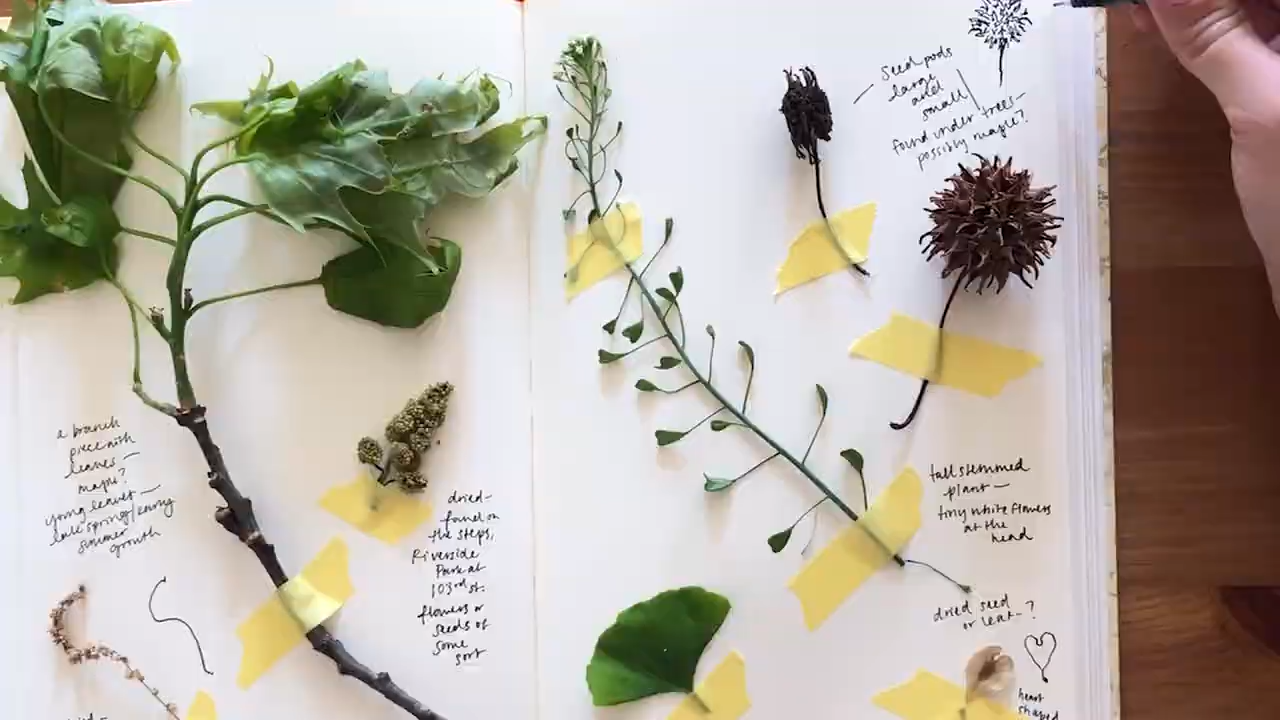 a branch
piece with
leaves —
maple?
young leaves —
late spring/early
summer
growth
dried —
found on
the steps,
Riverside
Park at
103rd st.
flowers or
seeds of
some
sort
seed pods
large
and
small
found under trees —
possibly maple?
tall stemmed
plant —
tiny white flowers
at the
head
dried seed
or leaf - ?
heart
shaped